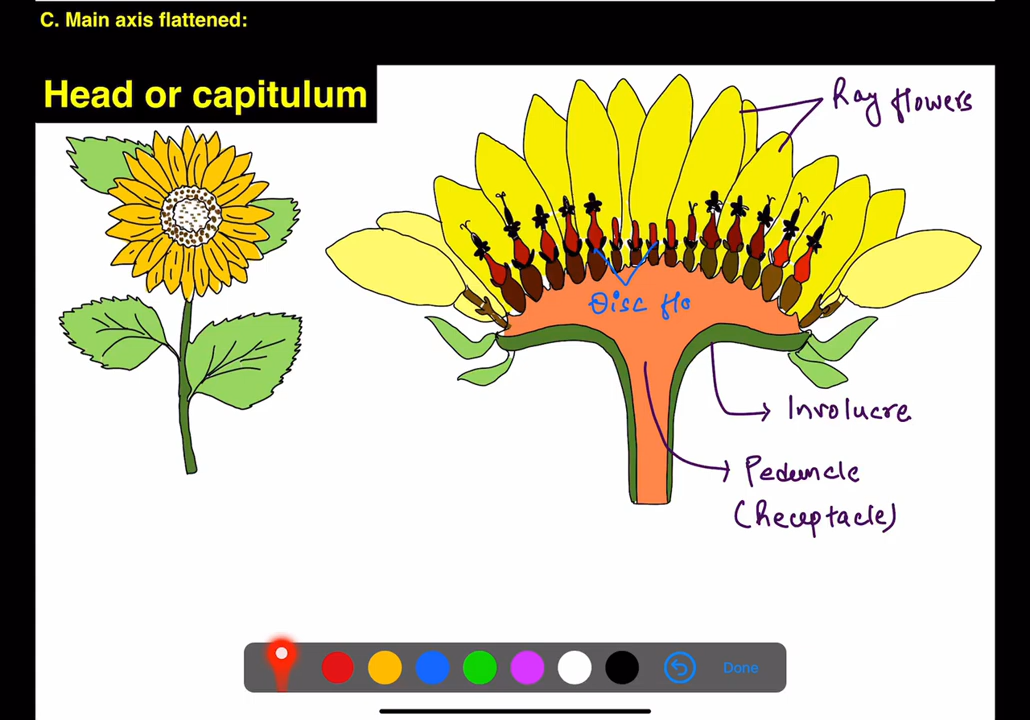 C. Main axis flattened:
Head or capitulum
Ray flowers
Disc flo
Involucre
Peduncle
(Receptacle)
Done